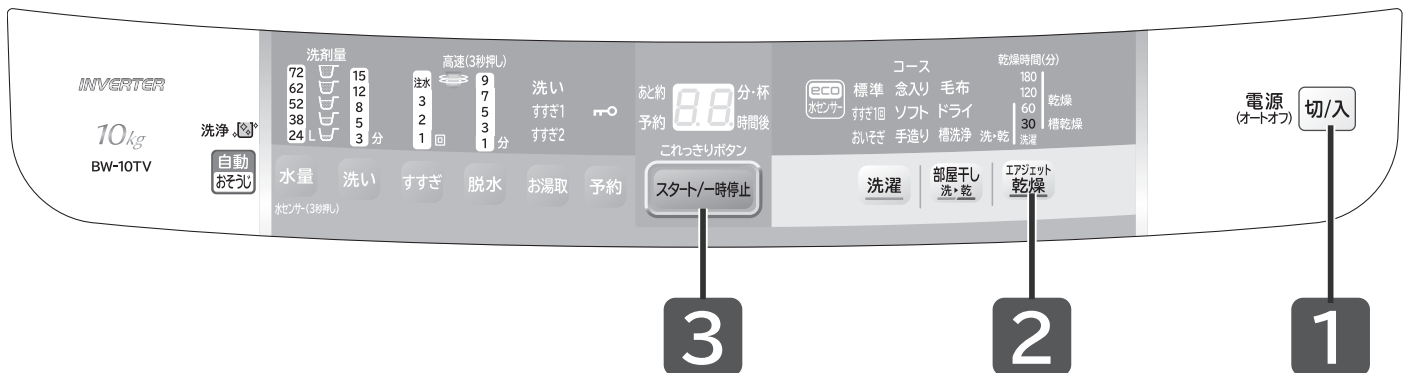 INVERTER
10kg
BW-10TV
洗浄
自動
おそうじ
洗剤量
72
62
52
38
24 L
15
12
8
5
3 分
注水
3
2
1 回
高速(3秒押し)
9
7
5
3
1 分
洗い
すすぎ1
すすぎ2
水量
洗い
すすぎ
脱水
お湯取
予約
水センサー(3秒押し)
あと約
予約
88
分・杯
時間後
これっきりボタン
スタート/一時停止
コース
eco
水センサー
標準 念入り 毛布
すすぎ1回 ソフト ドライ
おいそぎ 手造り 槽洗浄
洗・乾
乾燥時間(分)
180
120
60
30
洗濯
乾燥
槽乾燥
洗濯
部屋干し
洗・乾
エアジェット
乾燥
電源
(オートオフ)
切/入
3
2
1